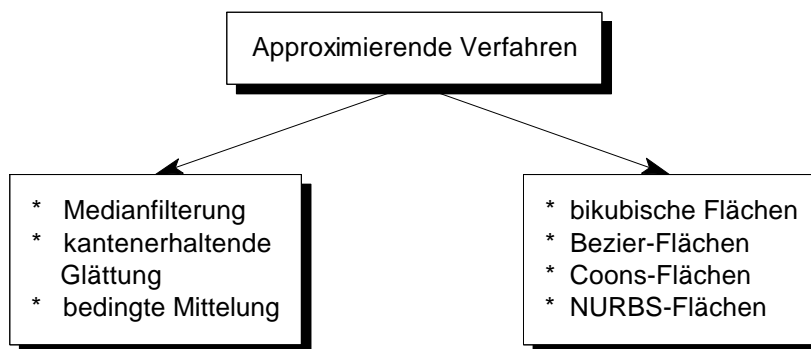 Approximierende Verfahren
* Medianfilterung
* kantenerhaltende
Glättung
* bedingte Mittelung
* bikubische Flächen
* Bezier-Flächen
* Coons-Flächen
* NURBS-Flächen